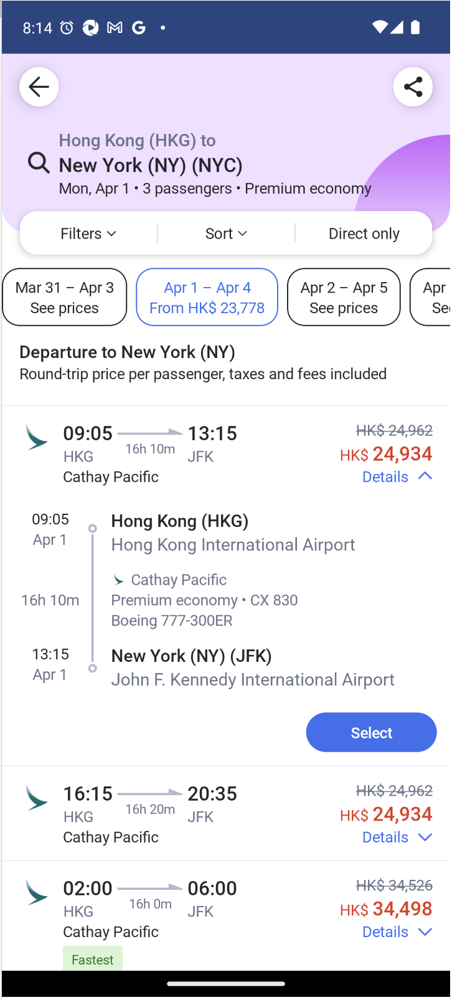 8:14
Hong Kong (HKG) to
New York (NY) (NYC)
Mon, Apr 1 • 3 passengers • Premium economy
Filters Sort Direct only
Mar 31 – Apr 3 Apr 1 – Apr 4 Apr 2 – Apr 5 Apr
See prices From HK$ 23,778 See prices See
Departure to New York (NY)
Round-trip price per passenger, taxes and fees included
09:05 13:15 HK$ 24,962
HKG 16h 10m JFK HK$ 24,934
Cathay Pacific Details
09:05 Hong Kong (HKG)
Apr 1 Hong Kong International Airport
Cathay Pacific
16h 10m Premium economy • CX 830
Boeing 777-300ER
13:15 New York (NY) (JFK)
Apr 1 John F. Kennedy International Airport
Select
16:15 20:35 HK$ 24,962
HKG 16h 20m JFK HK$ 24,934
Cathay Pacific Details
02:00 06:00 HK$ 34,526
HKG 16h 0m JFK HK$ 34,498
Cathay Pacific Details
Fastest